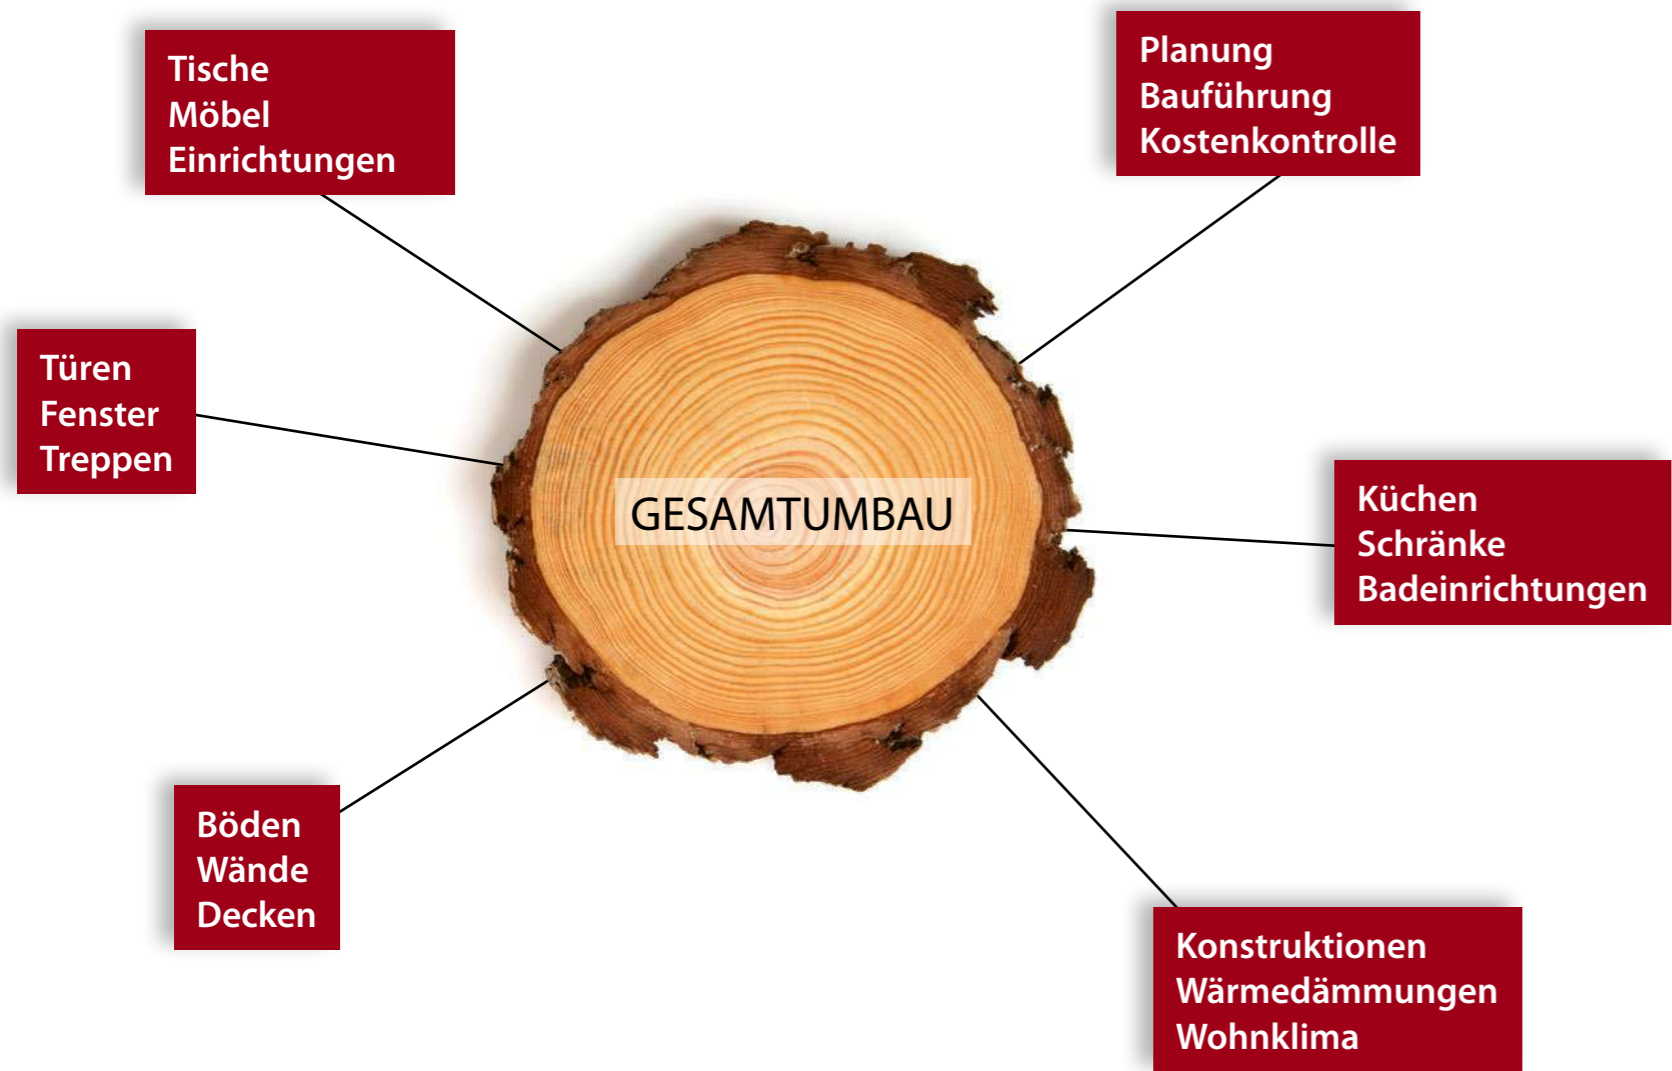 Tische
Möbel
Einrichtungen
Planung
Bauführung
Kostenkontrolle
Türen
Fenster
Treppen
GESAMTUMBAU
Küchen
Schränke
Badeinrichtungen
Böden
Wände
Decken
Konstruktionen
Wärmedämmungen
Wohnklima